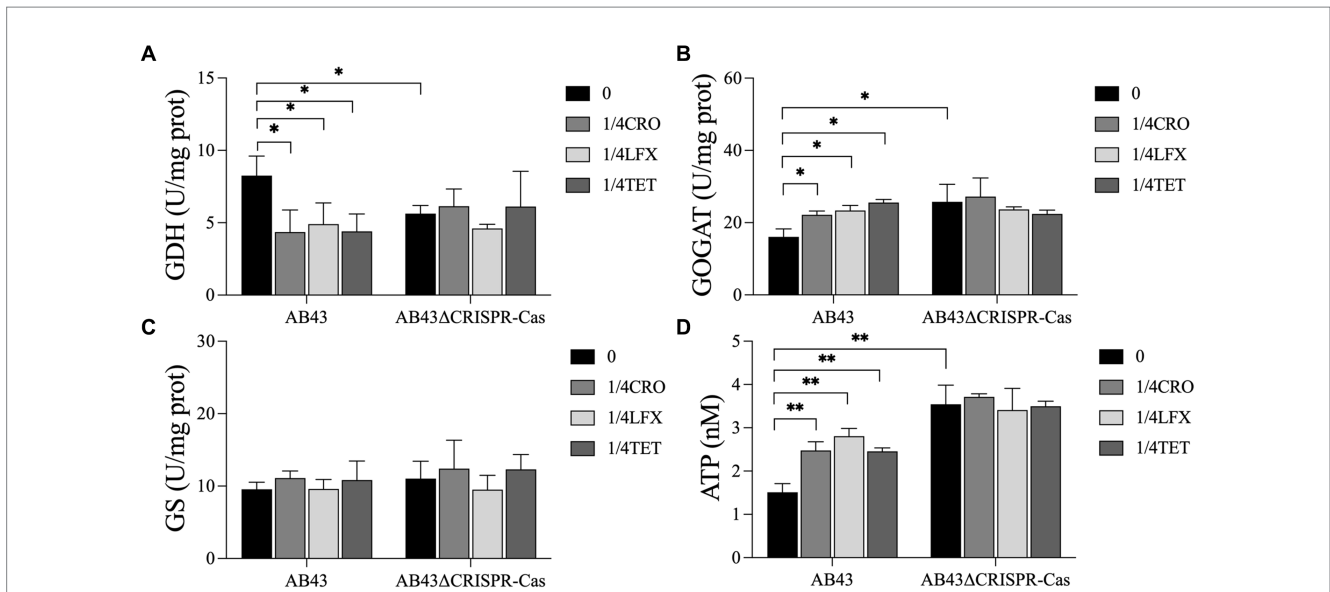 A
GDH (U/mg prot)
15
10
5
0
*
*
*
*
AB43
AB43ΔCRISPR-Cas
0
1/4CRO
1/4LFX
1/4TET
B
GOGAT (U/mg prot)
60
40
20
0
*
*
*
*
AB43
AB43ΔCRISPR-Cas
0
1/4CRO
1/4LFX
1/4TET
C
GS (U/mg prot)
30
20
10
0
AB43
AB43ΔCRISPR-Cas
0
1/4CRO
1/4LFX
1/4TET
D
ATP (nM)
5
4
3
2
1
0
**
**
**
**
AB43
AB43ΔCRISPR-Cas
0
1/4CRO
1/4LFX
1/4TET